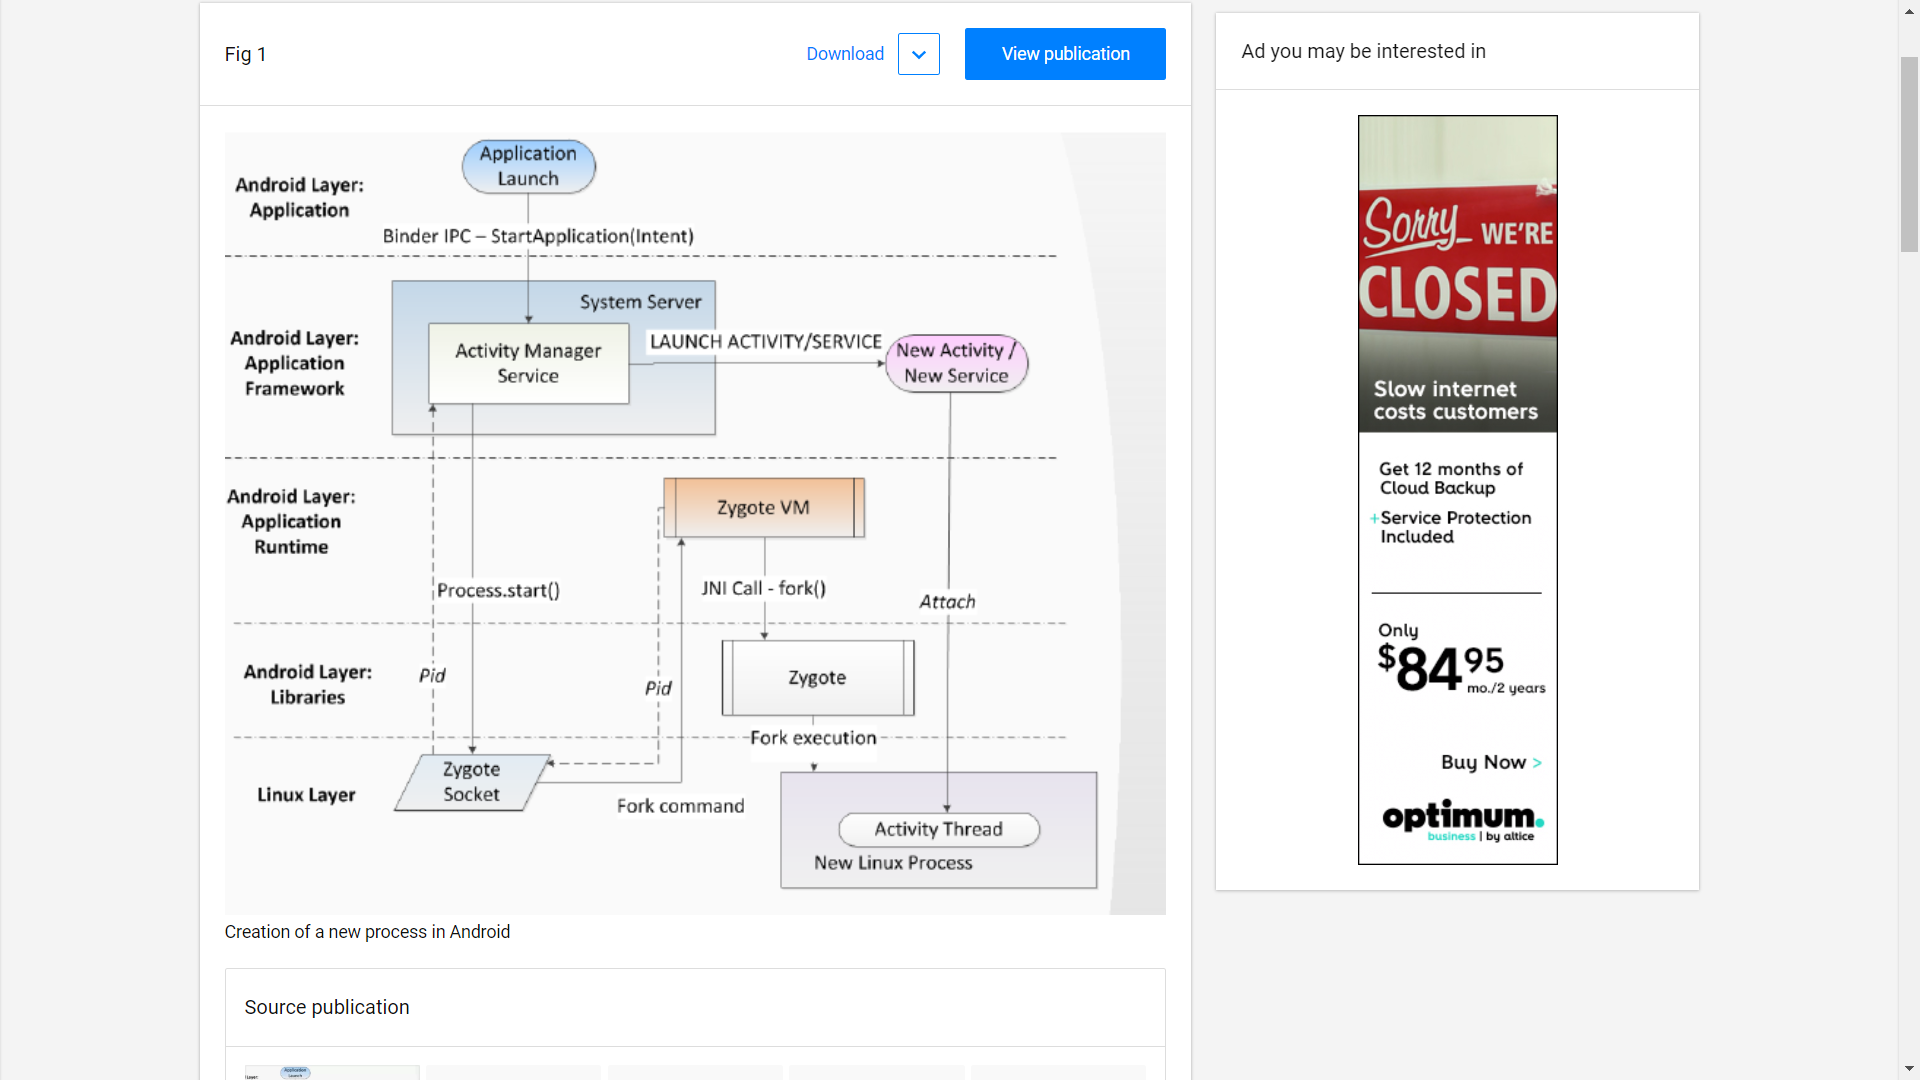 Fig 1
Download
View publication
Ad you may be interested in
Application
Launch
Android Layer:
Application
Binder IPC – StartApplication(Intent)
System Server
Android Layer:
Application
Framework
Activity Manager
Service
LAUNCH ACTIVITY/SERVICE
New Activity /
New Service
Android Layer:
Application
Runtime
Zygote VM
Process.start()
JNI Call - fork()
Attach
Android Layer:
Libraries
Pid
Pid
Zygote
Fork execution
Linux Layer
Zygote
Socket
Fork command
Activity Thread
New Linux Process
Creation of a new process in Android
Source publication
Application
Launch
Layer:
Sorry WE'RE
CLOSED
Slow internet
costs customers
Get 12 months of
Cloud Backup
+Service Protection
Included
Only
$84 95
mo./2 years
Buy Now >
optimum.
business | by altice